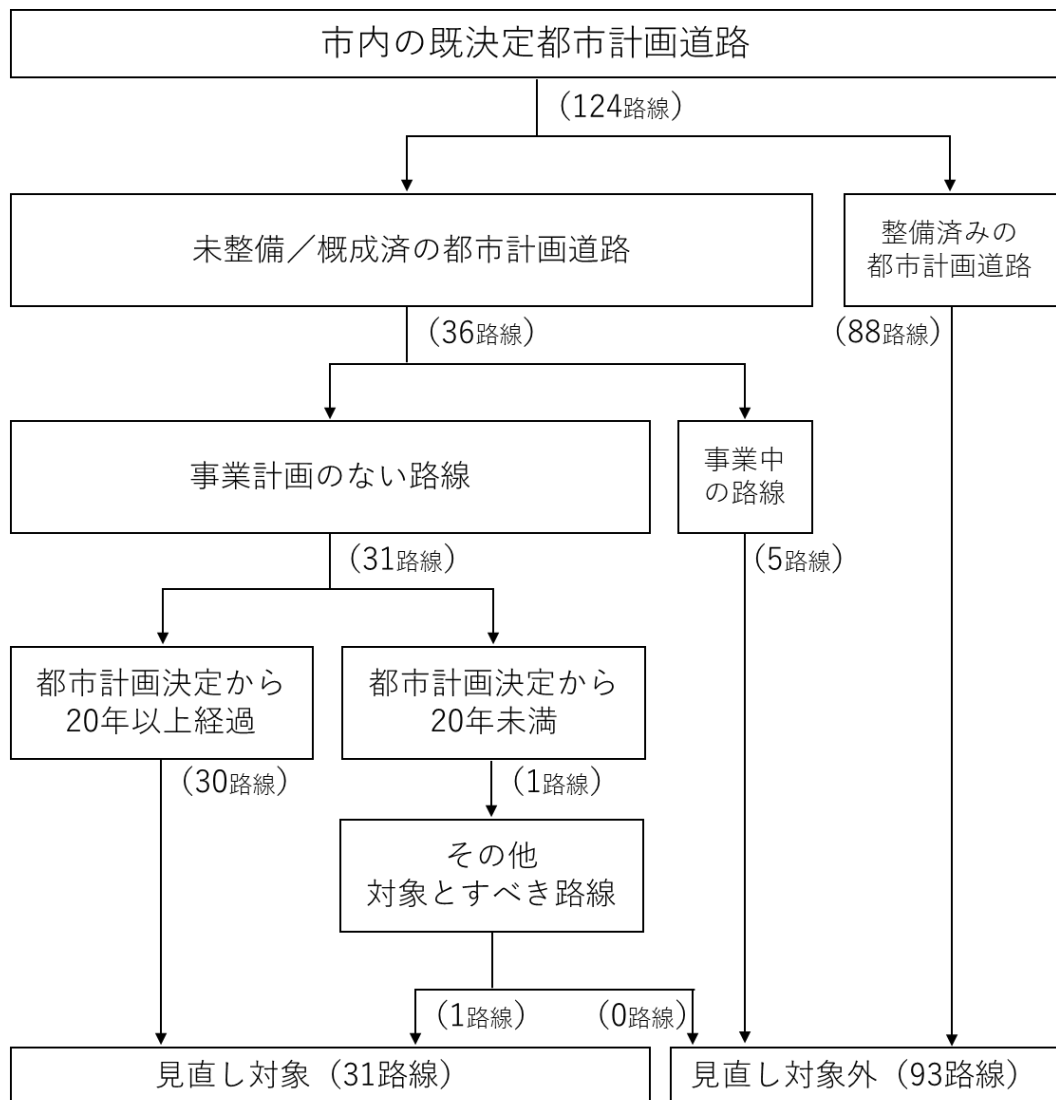 市内の既決定都市計画道路
（124路線）
未整備／概成済の都市計画道路
整備済みの
都市計画道路
（36路線）
（88路線）
事業計画のない路線
事業中
の路線
（31路線）
（5路線）
都市計画決定から
20年以上経過
都市計画決定から
20年未満
（30路線）
（1路線）
その他
対象とすべき路線
（1路線）
（0路線）
見直し対象（31路線）
見直し対象外（93路線）